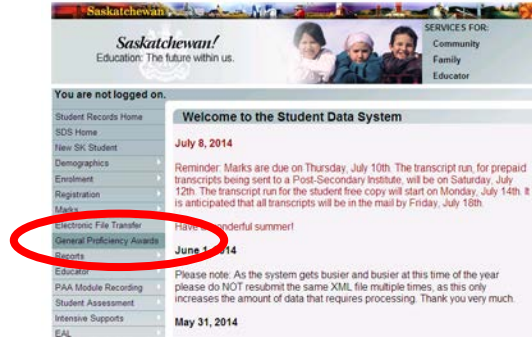 Saskatchewan
SERVICES FOR:
Community
Family
Educator
Saskatchewan!
Education: The future within us.
You are not logged on.
Student Records Home
SDS Home
New SK Student
Demographics
Enrolment
Registration
Marks
Electronic File Transfer
General Proficiency Awards
Reports
Educator
PAA Module Recording
Student Assessment
Intensive Supports
EAL
Welcome to the Student Data System
July 8, 2014
Reminder: Marks are due on Thursday, July 10th. The transcript run, for prepaid
transcripts being sent to a Post-Secondary Institute, will be on Saturday, July
12th. The transcript run for the student free copy will start on Monday, July 14th. It
is anticipated that all transcripts will be in the mail by Friday, July 18th.
Have wonderful summer!
June 1, 2014
Please note: As the system gets busier and busier at this time of the year
please do NOT resubmit the same XML file multiple times, as this only
increases the amount of data that requires processing. Thank you very much.
May 31, 2014